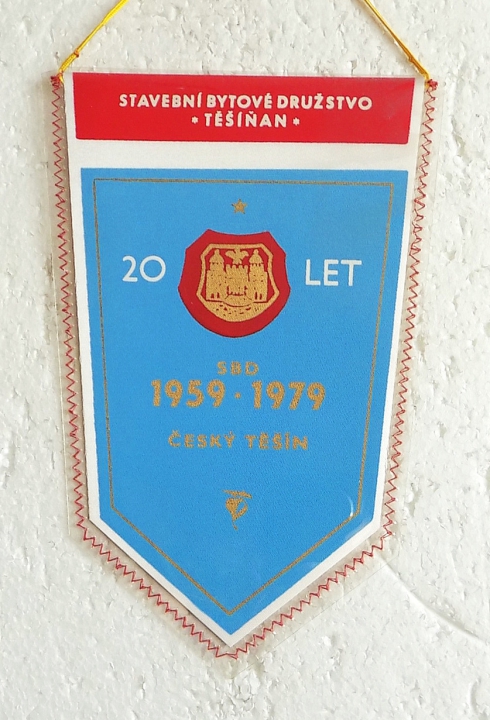 STAVEBNÍ BYTOVÉ DRUŽSTVO
* TĚŠÍŇAN *
20 LET
SBD
1959 · 1979
ČESKÝ TĚŠÍN